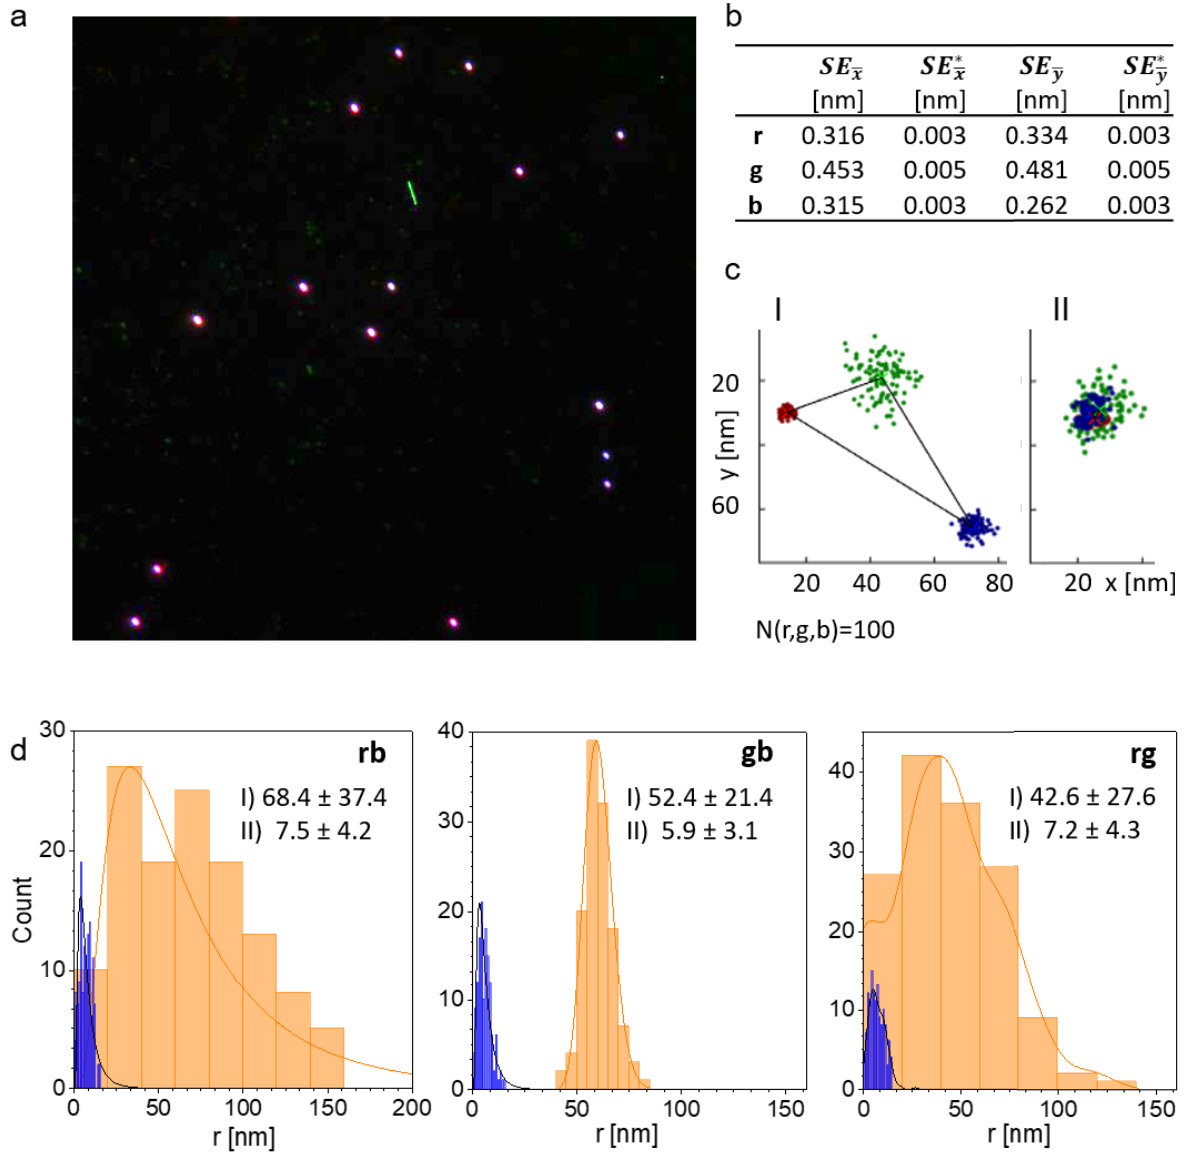 a
b
SE_x̅ SE*_x̅ SE_y̅ SE*_y̅
[nm] [nm] [nm] [nm]
r 0.316 0.003 0.334 0.003
g 0.453 0.005 0.481 0.005
b 0.315 0.003 0.262 0.003
c
I
II
20
60
y [nm]
20 40 60 80
20 x [nm]
N(r,g,b)=100
d
rb
I) 68.4 ± 37.4
II) 7.5 ± 4.2
30
20
10
0
Count
0 50 100 150 200
r [nm]
gb
I) 52.4 ± 21.4
II) 5.9 ± 3.1
40
30
20
10
0
0 50 100 150
r [nm]
rg
I) 42.6 ± 27.6
II) 7.2 ± 4.3
40
30
20
10
0
0 50 100 150
r [nm]